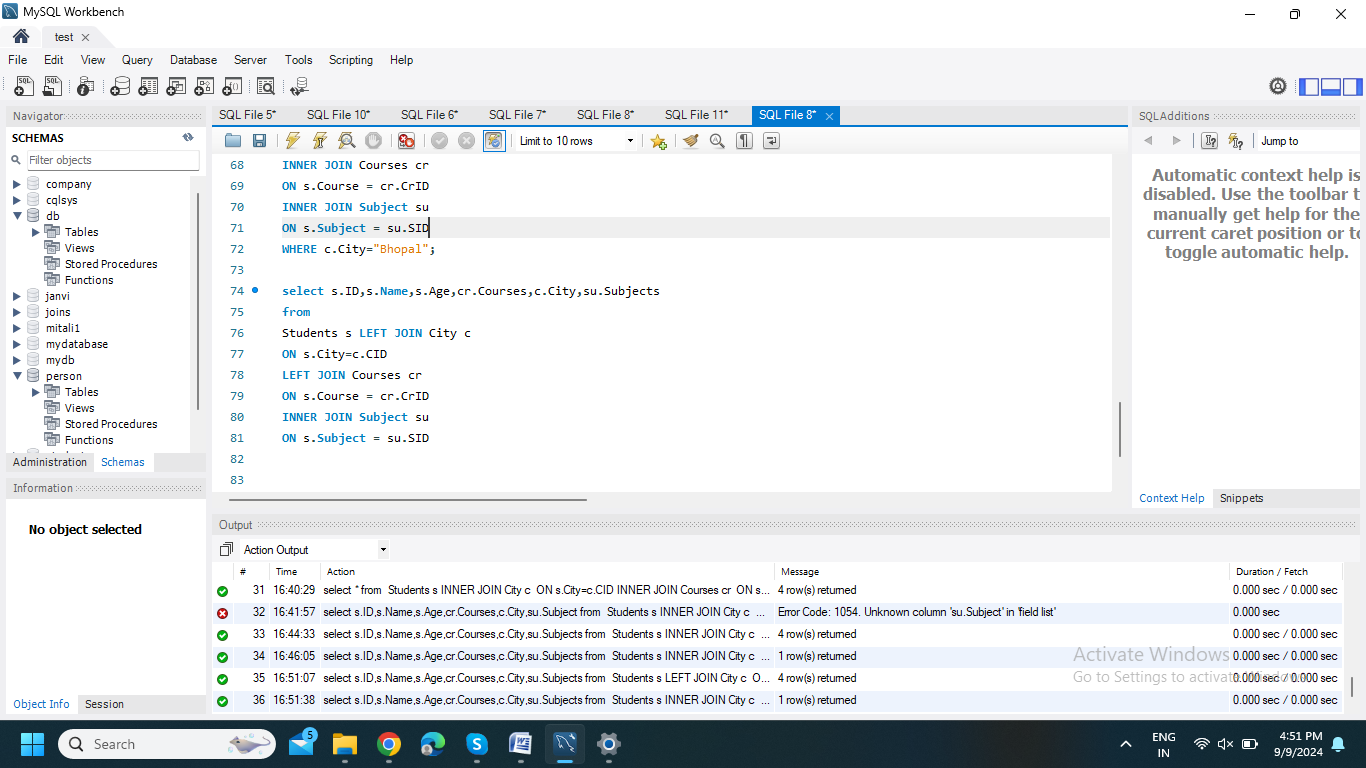 MySQL Workbench
test
File Edit View Query Database Server Tools Scripting Help
Navigator
SCHEMAS
Filter objects
company
cqlsys
db
Tables
Views
Stored Procedures
Functions
janvi
joins
mitali1
mydatabase
mydb
person
Tables
Views
Stored Procedures
Functions
Administration Schemas
Information
No object selected
Object Info Session
SQL File 5* SQL File 10* SQL File 6* SQL File 7* SQL File 8* SQL File 11* SQL File 8*
Limit to 10 rows
68 INNER JOIN Courses cr
69 ON s.Course = cr.CrID
70 INNER JOIN Subject su
71 ON s.Subject = su.SID
72 WHERE c.City="Bhopal";
73
74 select s.ID,s.Name,s.Age,cr.Courses,c.City,su.Subjects
75 from
76 Students s LEFT JOIN City c
77 ON s.City=c.CID
78 LEFT JOIN Courses cr
79 ON s.Course = cr.CrID
80 INNER JOIN Subject su
81 ON s.Subject = su.SID
82
83
SQLAdditions
Jump to
Automatic context help is
disabled. Use the toolbar t
manually get help for the
current caret position or to
toggle automatic help.
Context Help Snippets
Output
Action Output
# Time Action Message Duration / Fetch
31 16:40:29 select * from Students s INNER JOIN City c ON s.City=c.CID INNER JOIN Courses cr ON s... 4 row(s) returned 0.000 sec / 0.000 sec
32 16:41:57 select s.ID,s.Name,s.Age,cr.Courses,c.City,su.Subject from Students s INNER JOIN City c ... Error Code: 1054. Unknown column 'su.Subject' in 'field list' 0.000 sec
33 16:44:33 select s.ID,s.Name,s.Age,cr.Courses,c.City,su.Subjects from Students s INNER JOIN City c ... 4 row(s) returned 0.000 sec / 0.000 sec
34 16:46:05 select s.ID,s.Name,s.Age,cr.Courses,c.City,su.Subjects from Students s INNER JOIN City c ... 1 row(s) returned 0.000 sec / 0.000 sec
35 16:51:07 select s.ID,s.Name,s.Age,cr.Courses,c.City,su.Subjects from Students s LEFT JOIN City c O... 4 row(s) returned 0.000 sec / 0.000 sec
36 16:51:38 select s.ID,s.Name,s.Age,cr.Courses,c.City,su.Subjects from Students s INNER JOIN City c ... 1 row(s) returned 0.000 sec / 0.000 sec
Activate Windows
Go to Settings to activate Windows.
Search
5
ENG
IN
4:51 PM
9/9/2024